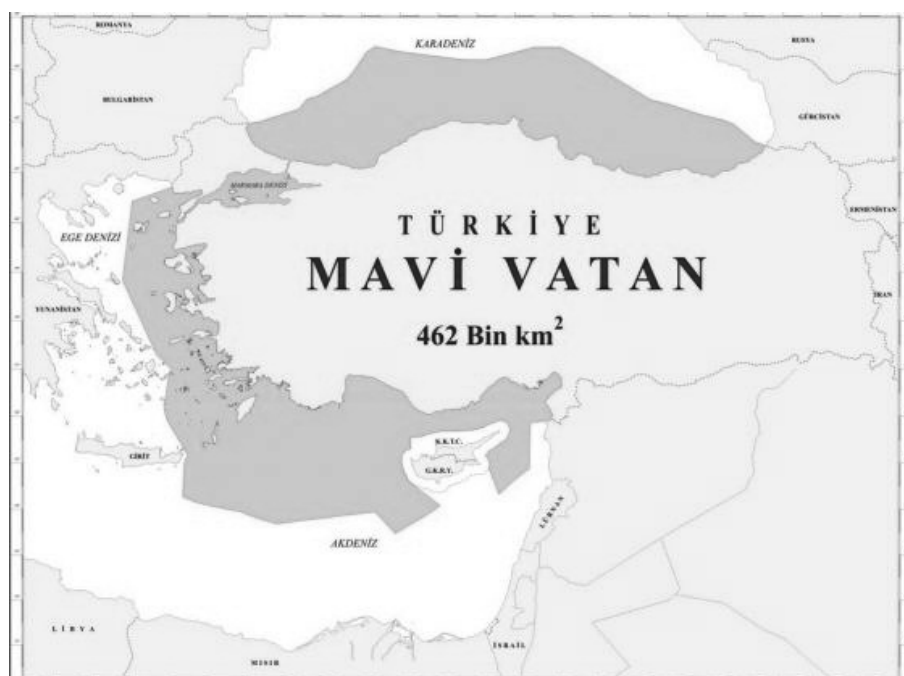 ROMANYA
KARADENİZ
RUSYA
BULGARİSTAN
GÜRCİSTAN
MARMARA DENİZİ
ERMENİSTAN
EGE DENİZİ
TÜRKİYE
MAVİ VATAN
İRAN
YUNANİSTAN
462 Bin km²
K.K.T.C.
GİRİT
G.K.R.Y.
LÜBNAN
AKDENİZ
LİBYA
İSRAİL
MISIR